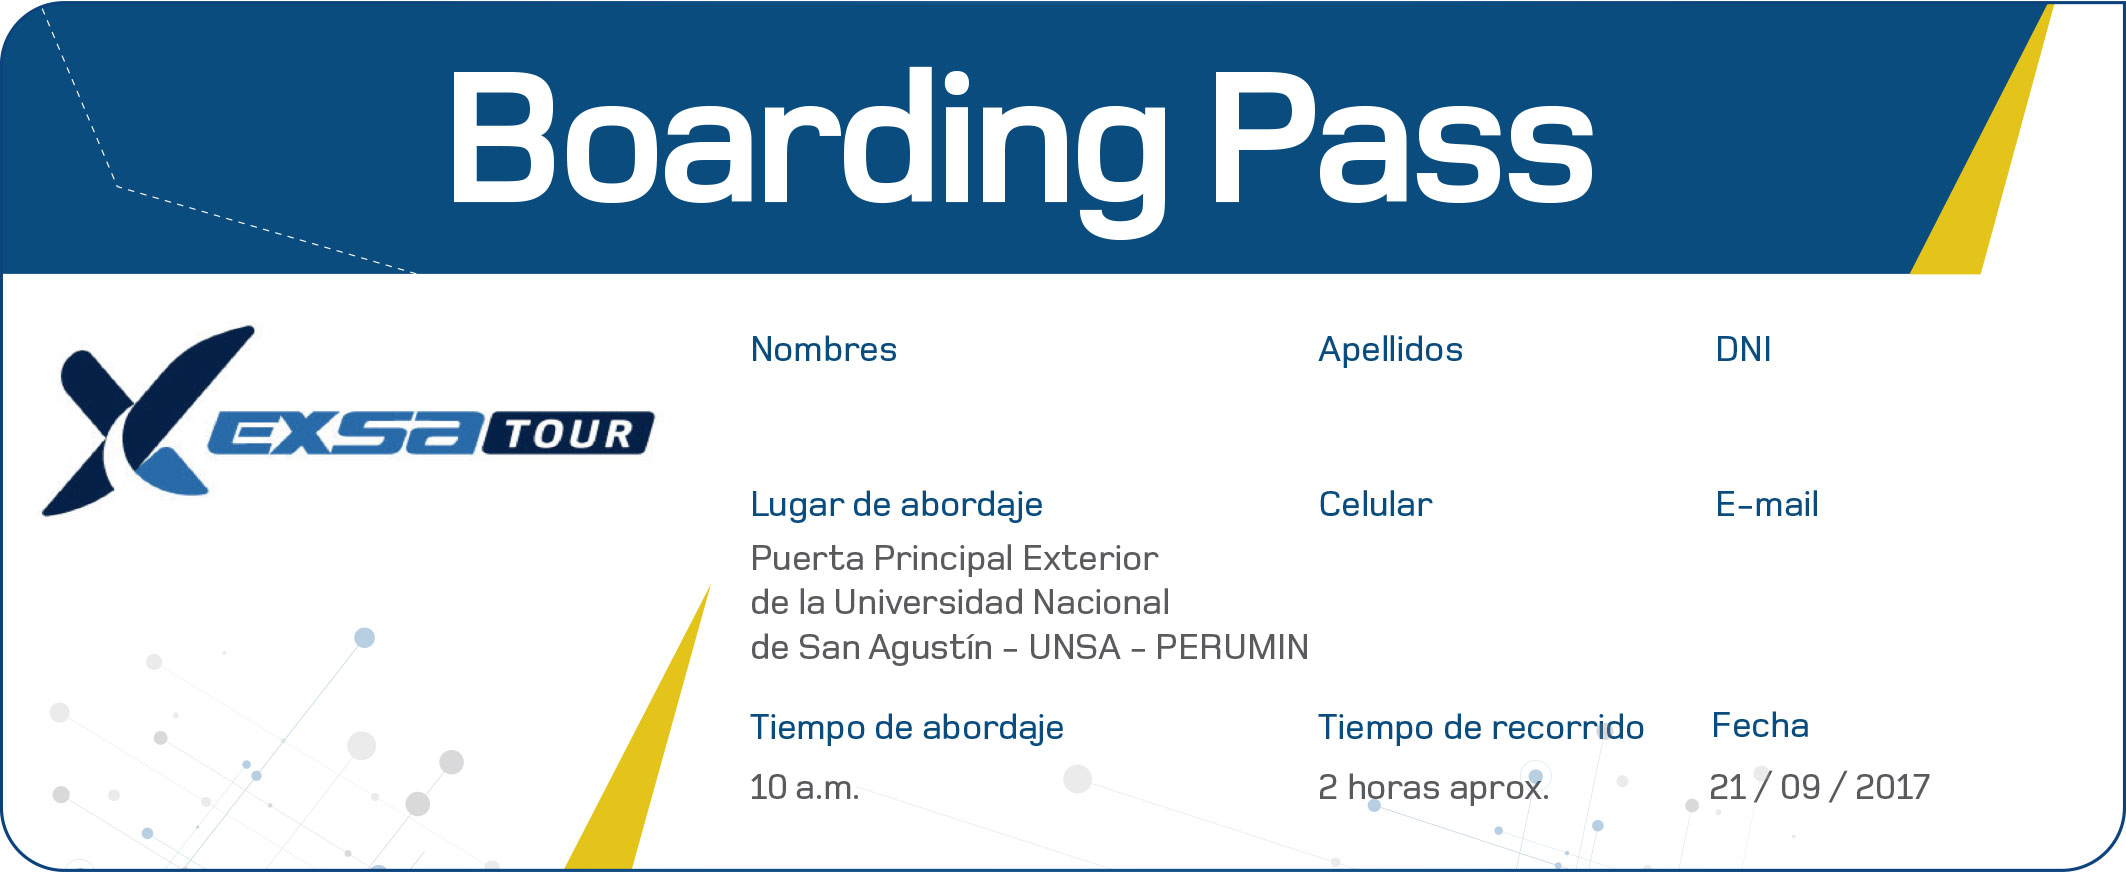 Boarding Pass
EXSA TOUR
Nombres
Apellidos
DNI
Lugar de abordaje
Puerta Principal Exterior
de la Universidad Nacional
de San Agustín - UNSA - PERUMIN
Celular
E-mail
Tiempo de abordaje
10 a.m.
Tiempo de recorrido
2 horas aprox.
Fecha
21 / 09 / 2017